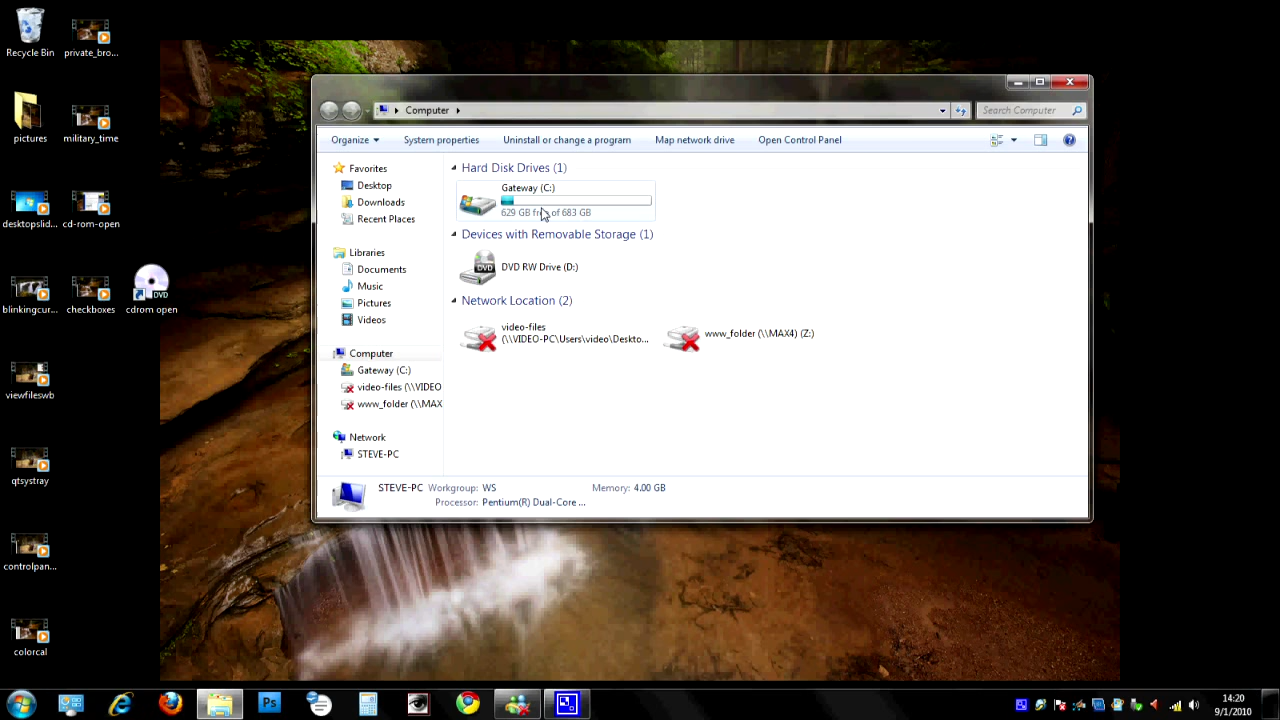 Recycle Bin
private_bro...
pictures
military_time
desktopslid...
cd-rom-open
blinkingcur...
checkboxes
cdrom open
viewfileswb
qtsystray
controlpan...
colorcal
Computer
Search Computer
Organize
System properties
Uninstall or change a program
Map network drive
Open Control Panel
Favorites
Desktop
Downloads
Recent Places
Libraries
Documents
Music
Pictures
Videos
Computer
Gateway (C:)
video-files (\\VIDEO
www_folder (\\MAX
Network
STEVE-PC
Hard Disk Drives (1)
Gateway (C:)
629 GB free of 683 GB
Devices with Removable Storage (1)
DVD
DVD RW Drive (D:)
Network Location (2)
video-files
(\\VIDEO-PC\Users\video\Deskto...
www_folder (\\MAX4) (Z:)
STEVE-PC Workgroup: WS Memory: 4.00 GB
Processor: Pentium(R) Dual-Core ...
Ps
14:20
9/1/2010